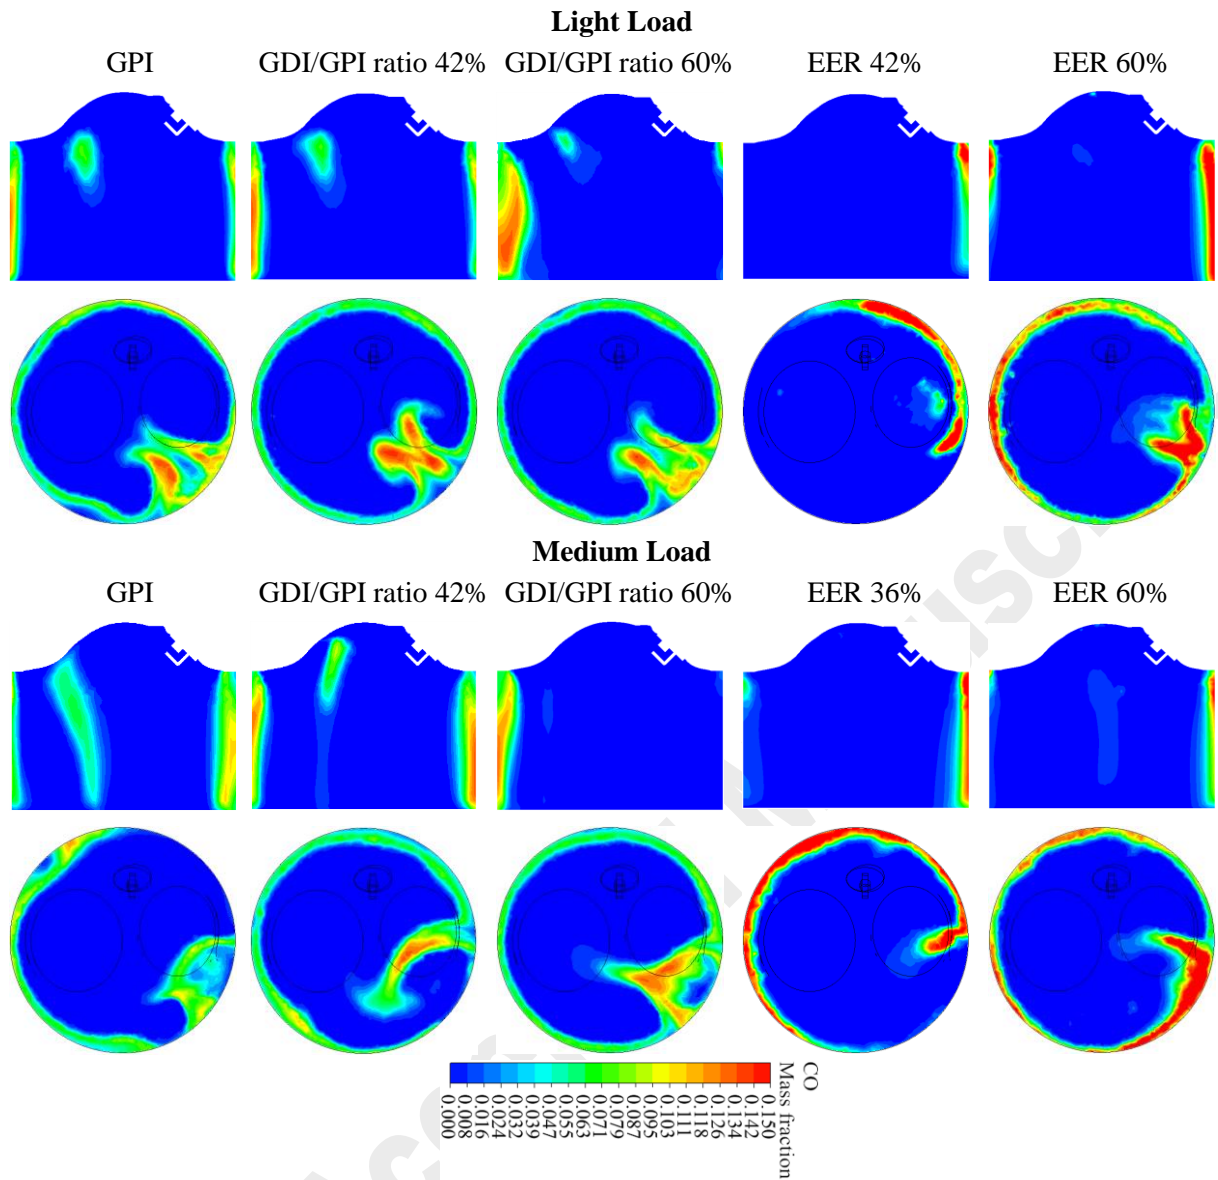 Light Load
GPI
GDI/GPI ratio 42%
GDI/GPI ratio 60%
EER 42%
EER 60%
Medium Load
GPI
GDI/GPI ratio 42%
GDI/GPI ratio 60%
EER 36%
EER 60%
CO
Mass fraction
0.150
0.142
0.134
0.126
0.118
0.111
0.103
0.095
0.087
0.079
0.071
0.063
0.055
0.047
0.039
0.032
0.024
0.016
0.008
0.000